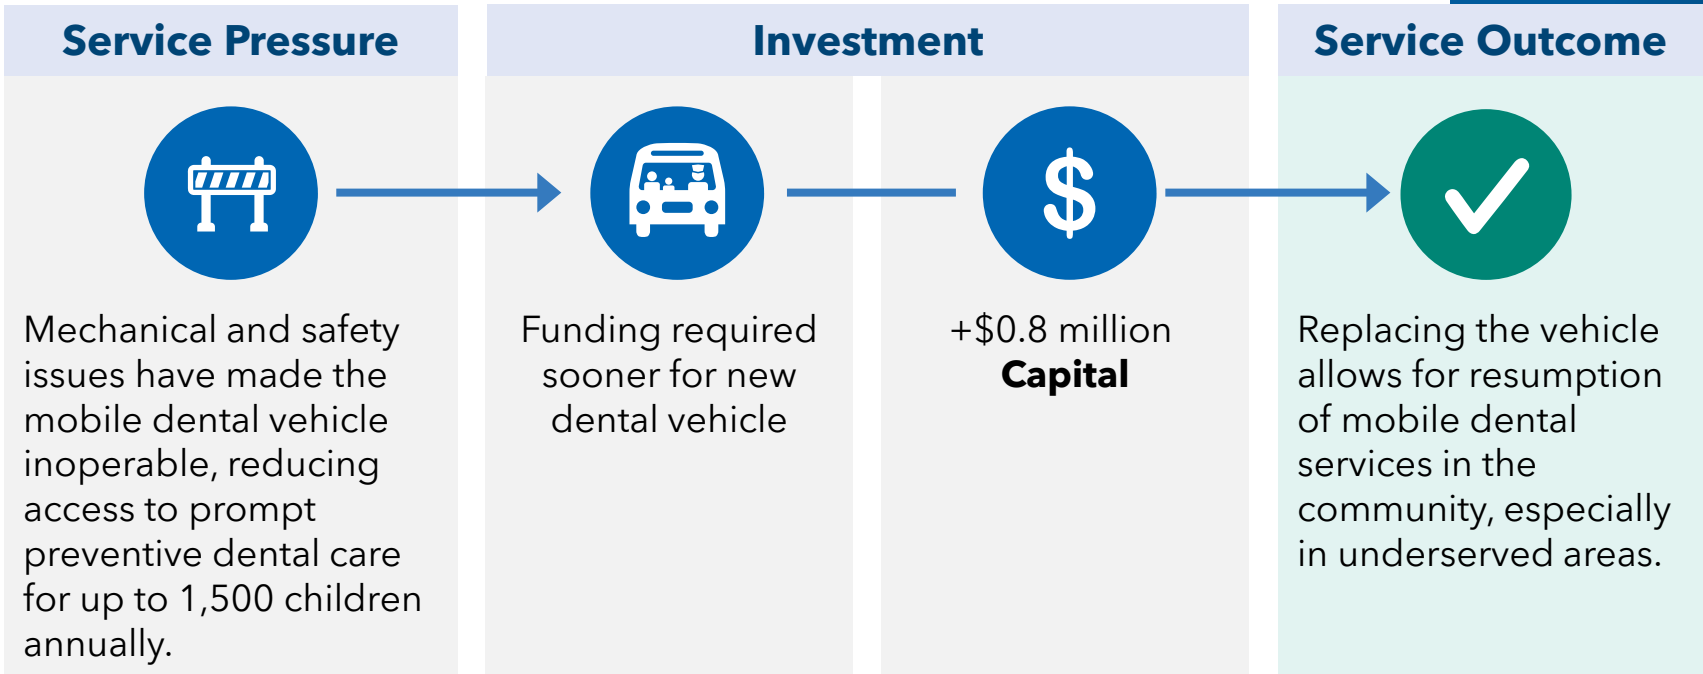 Service Pressure
Investment
Service Outcome
Mechanical and safety
issues have made the
mobile dental vehicle
inoperable, reducing
access to prompt
preventive dental care
for up to 1,500 children
annually.
Funding required
sooner for new
dental vehicle
$
+$0.8 million
Capital
Replacing the vehicle
allows for resumption
of mobile dental
services in the
community, especially
in underserved areas.